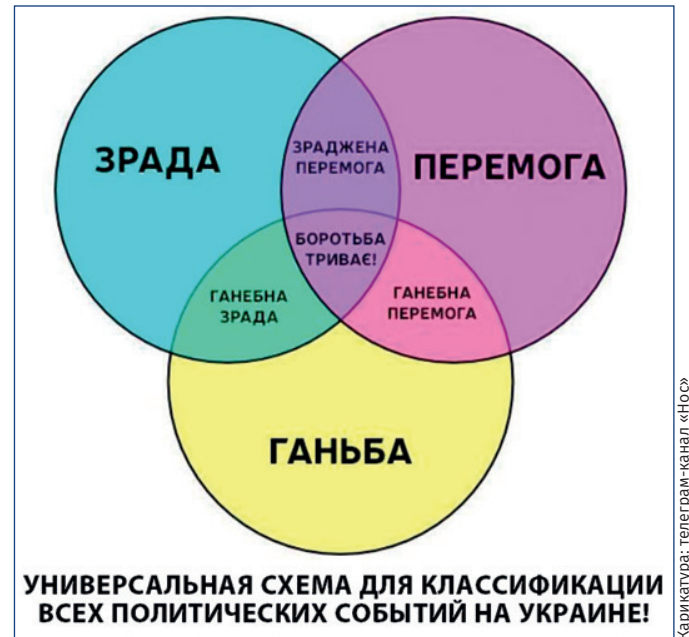 ЗРАДА
ЗРАДЖЕНА
ПЕРЕМОГА
ПЕРЕМОГА
БОРОТЬБА
ТРИВАЄ!
ГАНЕБНА
ЗРАДА
ГАНЕБНА
ПЕРЕМОГА
ГАНЬБА
УНИВЕРСАЛЬНАЯ СХЕМА ДЛЯ КЛАССИФИКАЦИИ
ВСЕХ ПОЛИТИЧЕСКИХ СОБЫТИЙ НА УКРАИНЕ!
Карикатура: телеграм-канал «Нос»